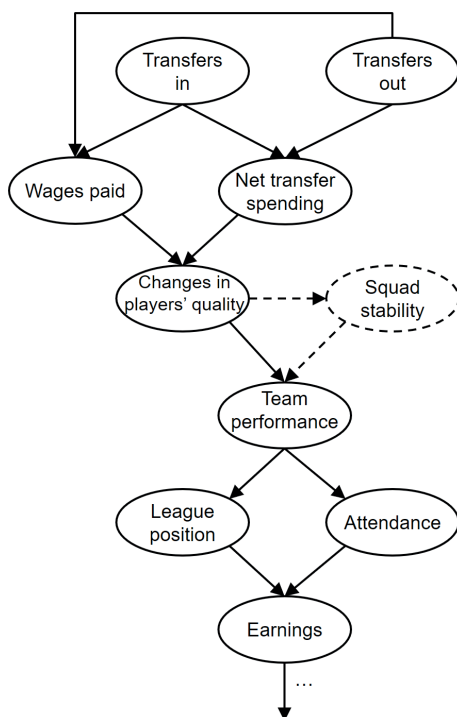 Transfers
in
Transfers
out
Wages paid
Net transfer
spending
Changes in
players’ quality
Squad
stability
Team
performance
League
position
Attendance
Earnings
...